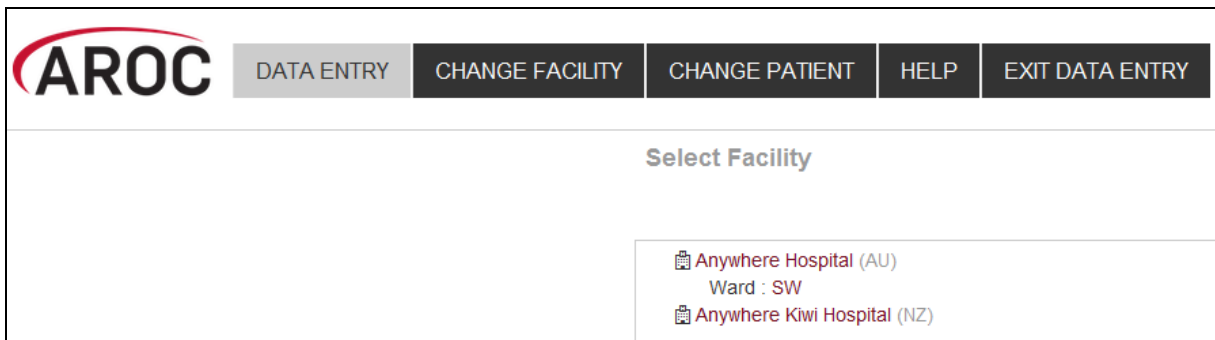 AROC DATA ENTRY CHANGE FACILITY CHANGE PATIENT HELP EXIT DATA ENTRY
Select Facility
Anywhere Hospital (AU)
Ward : SW
Anywhere Kiwi Hospital (NZ)